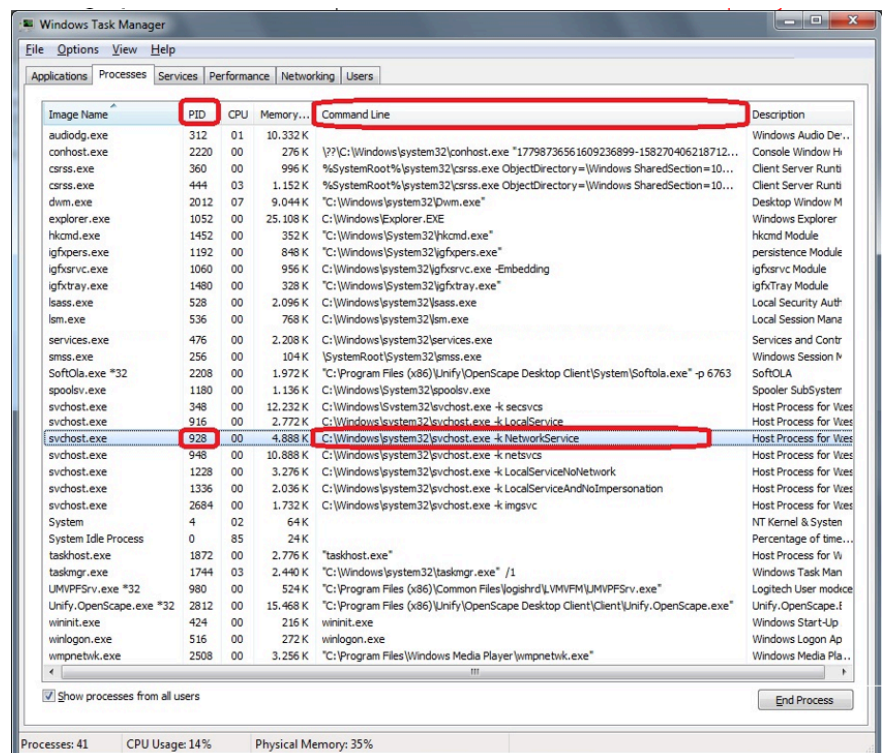 Windows Task Manager
File Options View Help
Applications Processes Services Performance Networking Users
Image Name PID CPU Memory... Command Line Description
audiodg.exe 312 01 10.332 K Windows Audio De...
conhost.exe 2220 00 276 K \??\C:\Windows\system32\conhost.exe "17798736561609236899-158270406218712... Console Window H
csrss.exe 360 00 996 K %SystemRoot%\system32\csrss.exe ObjectDirectory=\Windows SharedSection=10... Client Server Runti
csrss.exe 444 03 1.152 K %SystemRoot%\system32\csrss.exe ObjectDirectory=\Windows SharedSection=10... Client Server Runti
dwm.exe 2012 07 9.044 K "C:\Windows\system32\Dwm.exe" Desktop Window M
explorer.exe 1052 00 25.108 K C:\Windows\Explorer.EXE Windows Explorer
hkcmd.exe 1452 00 352 K "C:\Windows\System32\hkcmd.exe" hkcmd Module
igfxpers.exe 1192 00 848 K "C:\Windows\System32\igfxpers.exe" persistence Module
igfxsrvc.exe 1060 00 956 K C:\Windows\system32\igfxsrvc.exe -Embedding igfxsrvc Module
igfxtray.exe 1480 00 328 K "C:\Windows\System32\igfxtray.exe" igfxTray Module
lsass.exe 528 00 2.096 K C:\Windows\system32\lsass.exe Local Security Auth
lsm.exe 536 00 768 K C:\Windows\system32\lsm.exe Local Session Mana
services.exe 476 00 2.208 K C:\Windows\system32\services.exe Services and Contr
smss.exe 256 00 104 K \SystemRoot\System32\smss.exe Windows Session M
SoftOla.exe *32 2208 00 1.972 K "C:\Program Files (x86)\Unify\OpenScape Desktop Client\System\Softola.exe" -p 6763 SoftOLA
spoolsv.exe 1180 00 1.136 K C:\Windows\System32\spoolsv.exe Spooler SubSystem
svchost.exe 348 00 12.232 K C:\Windows\System32\svchost.exe -k secsvcs Host Process for
svchost.exe 916 00 2.772 K C:\Windows\system32\svchost.exe -k LocalService Host Process for
svchost.exe 928 00 4.888 K C:\Windows\system32\svchost.exe -k NetworkService Host Process for
svchost.exe 948 00 10.888 K C:\Windows\system32\svchost.exe -k netsvcs Host Process for
svchost.exe 1228 00 3.276 K C:\Windows\system32\svchost.exe -k LocalServiceNoNetwork Host Process for
svchost.exe 1336 00 2.036 K C:\Windows\system32\svchost.exe -k LocalServiceAndNoImpersonation Host Process for
svchost.exe 2684 00 1.732 K C:\Windows\system32\svchost.exe -k imgsvc Host Process for
System 4 02 64 K NT Kernel & System
System Idle Process 0 85 24 K Percentage of time...
taskhost.exe 1872 00 2.776 K "taskhost.exe" Host Process for W
taskmgr.exe 1744 03 2.440 K "C:\Windows\system32\taskmgr.exe" /1 Windows Task Man
UMVPFSrv.exe *32 980 00 524 K "C:\Program Files (x86)\Common Files\logishrd\LVMVFM\UMVPFSrv.exe" Logitech User
Unify.OpenScape.exe *32 2812 00 15.468 K "C:\Program Files (x86)\Unify\OpenScape Desktop Client\Client\Unify.OpenScape.exe" Unify.OpenScape.E
wininit.exe 424 00 216 K wininit.exe Windows Start-Up
winlogon.exe 516 00 272 K winlogon.exe Windows Logon Ap
wmpnetwk.exe 2508 00 3.256 K "C:\Program Files\Windows Media Player\wmpnetwk.exe" Windows Media Pla...
Show processes from all users
End Process
Processes: 41 CPU Usage: 14% Physical Memory: 35%